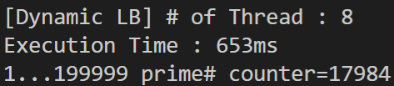 [Dynamic LB] # of Thread : 8
Execution Time : 653ms
1...199999 prime# counter=17984